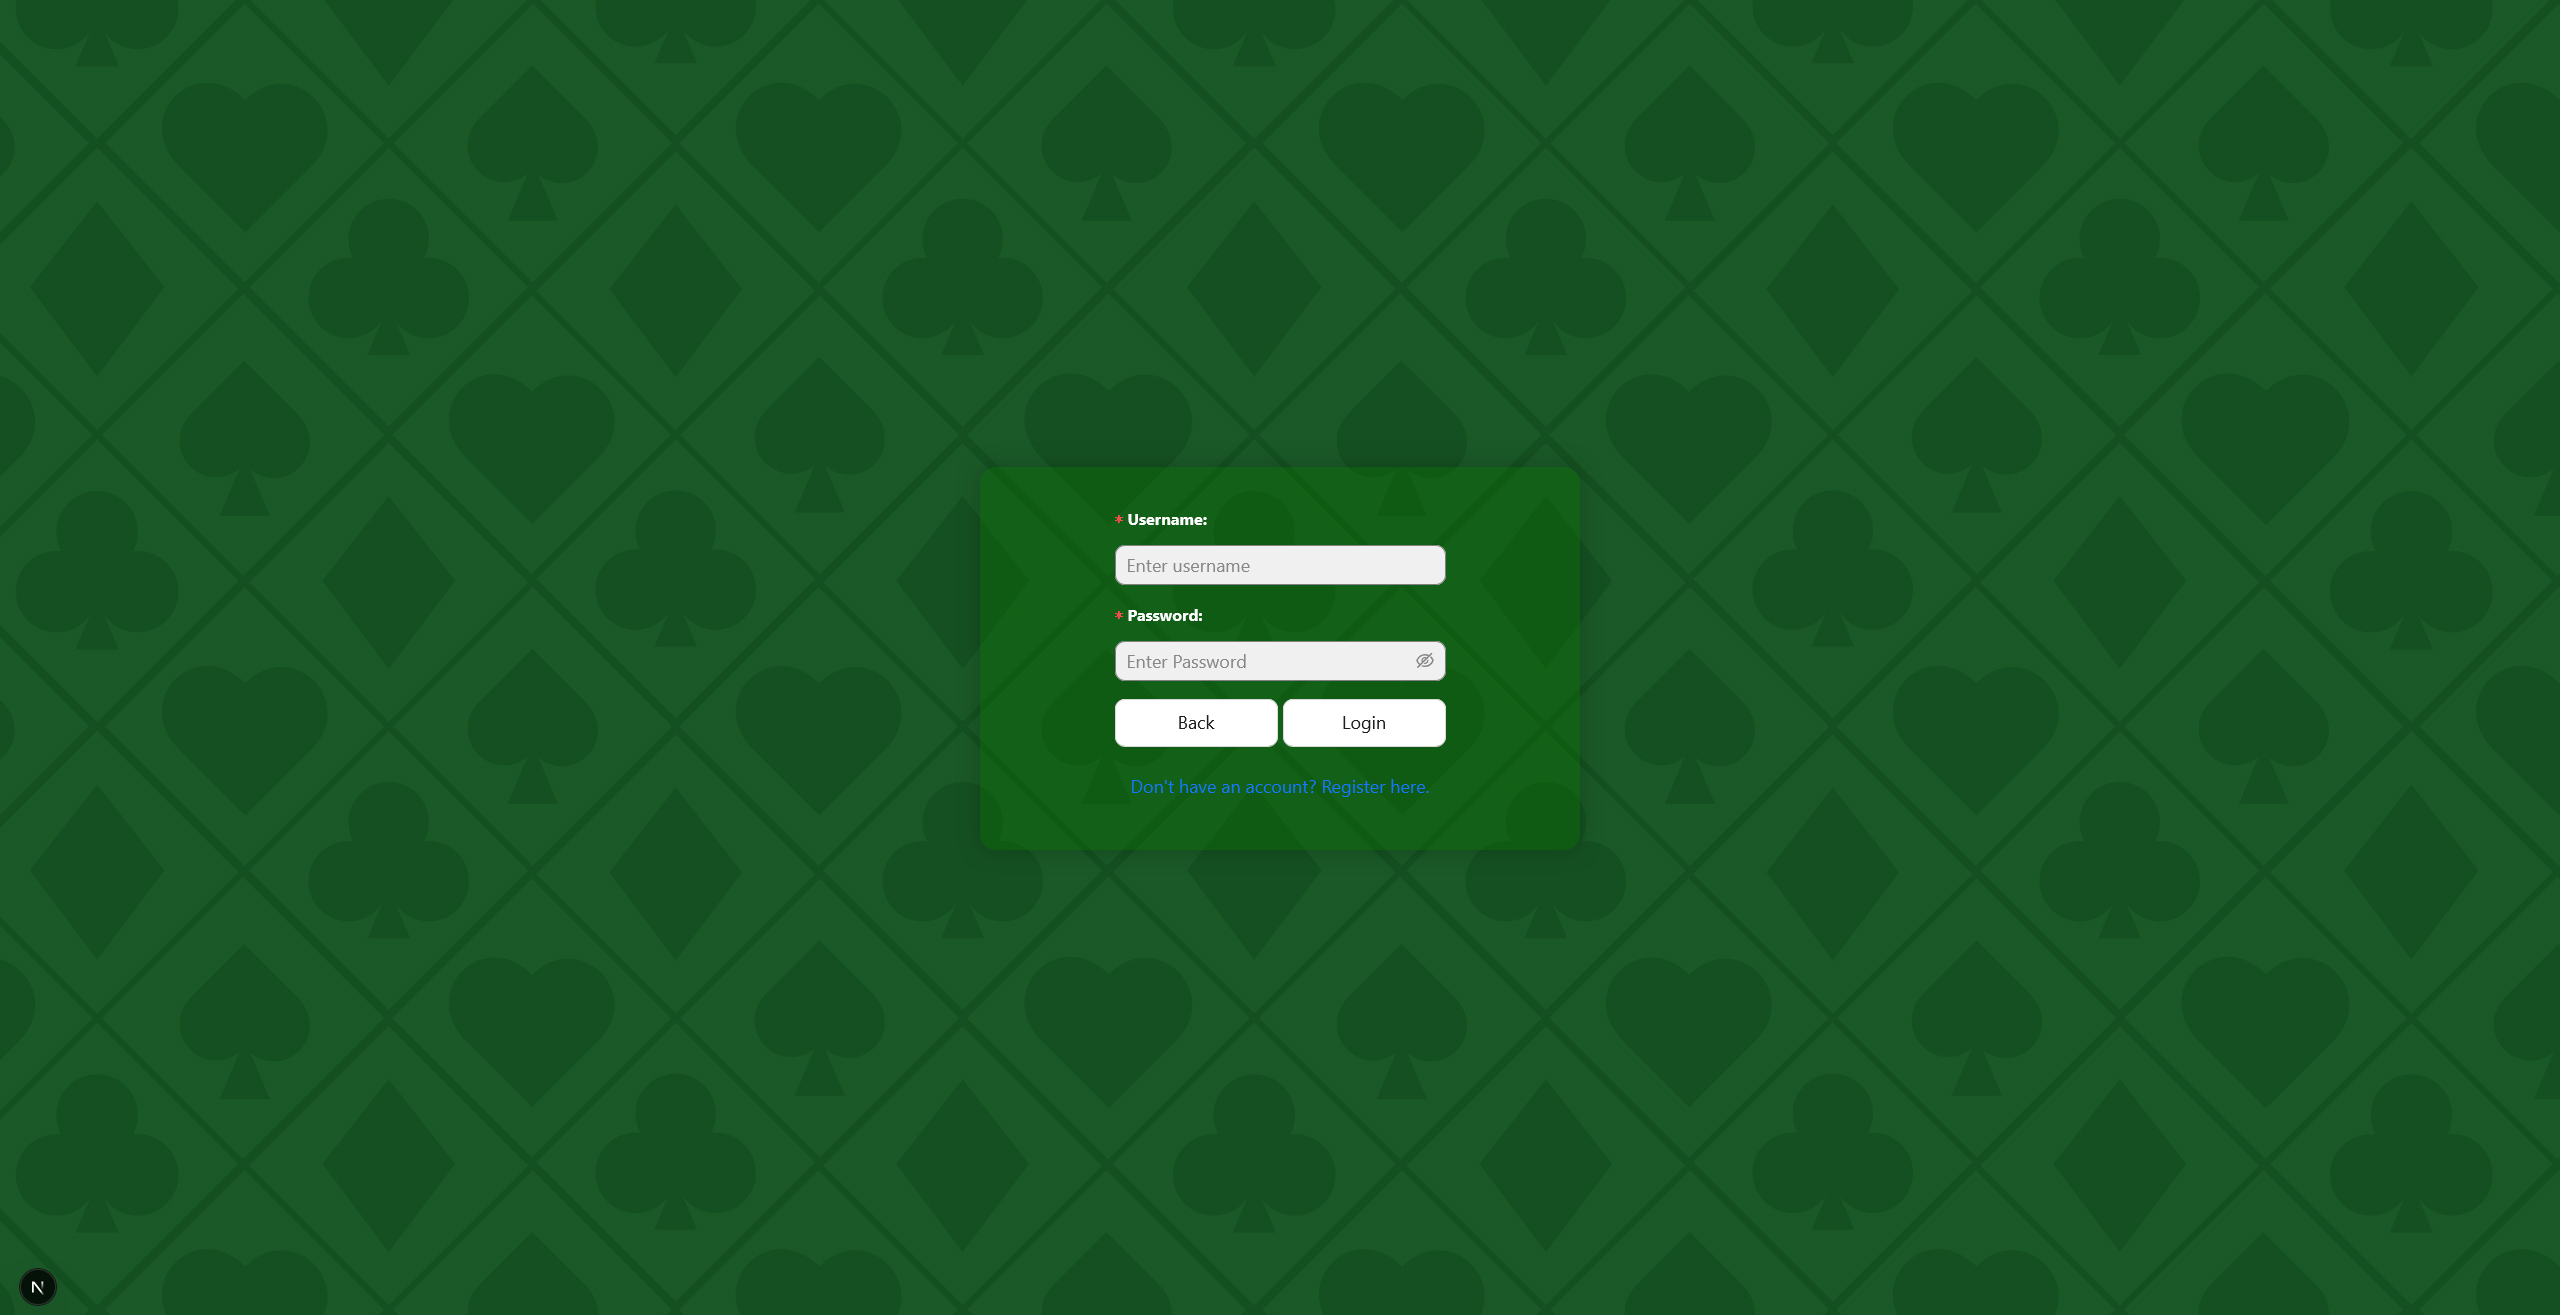 * Username:
Enter username
* Password:
Enter Password
Back Login
Don't have an account? Register here.
N